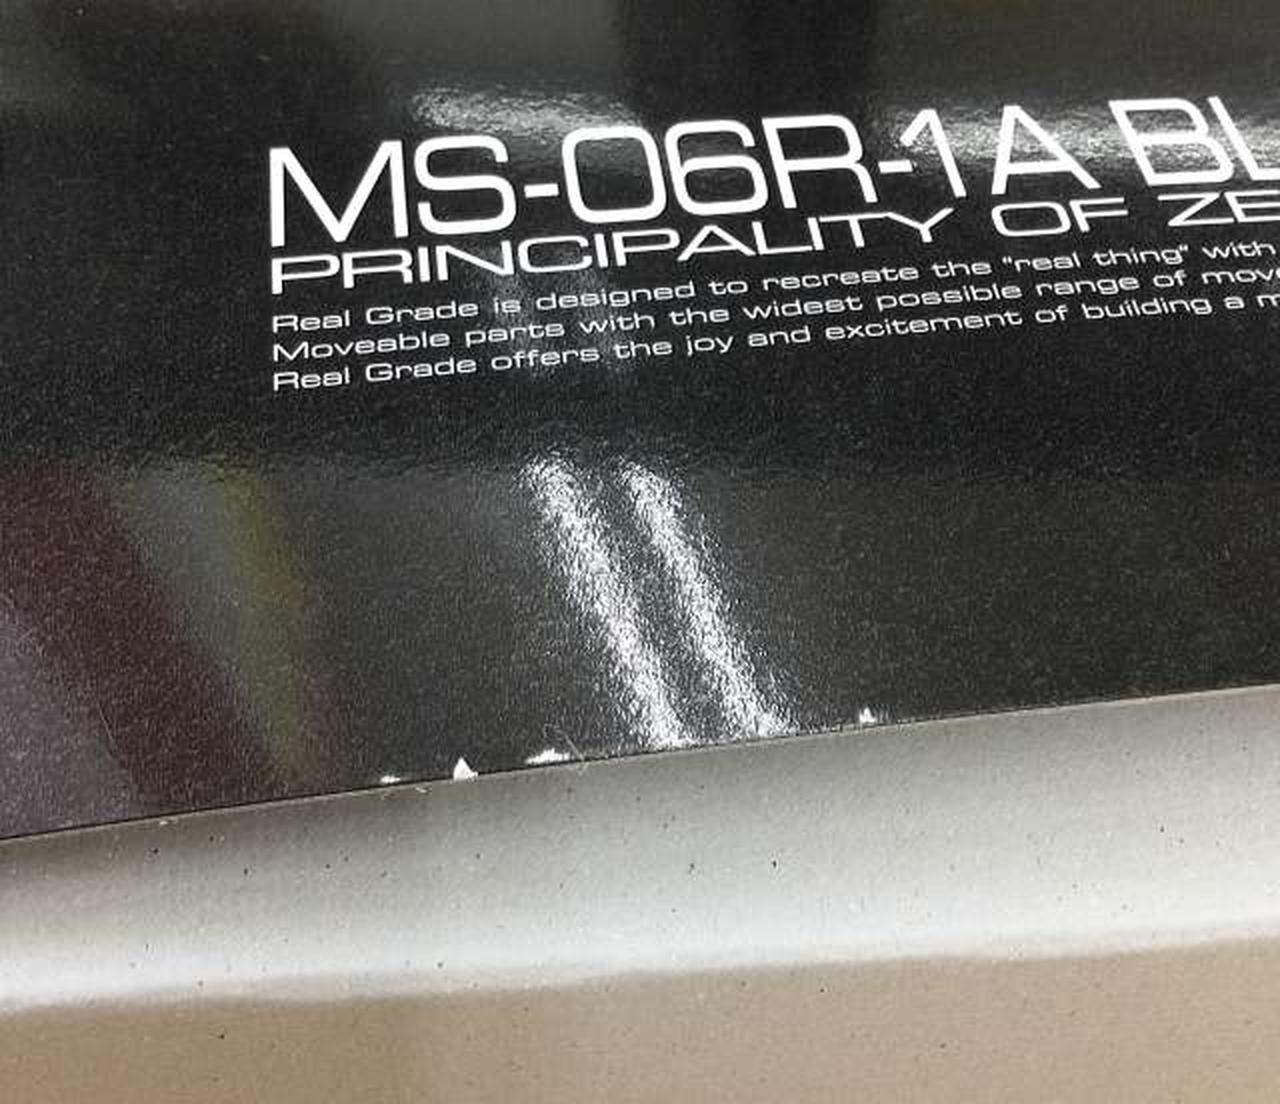 MS-06R-1A BL
PRINCIPALITY OF ZE
Real Grade is designed to recreate the "real thing" with
Moveable parts with the widest possible range of mov
Real Grade offers the joy and excitement of building a m